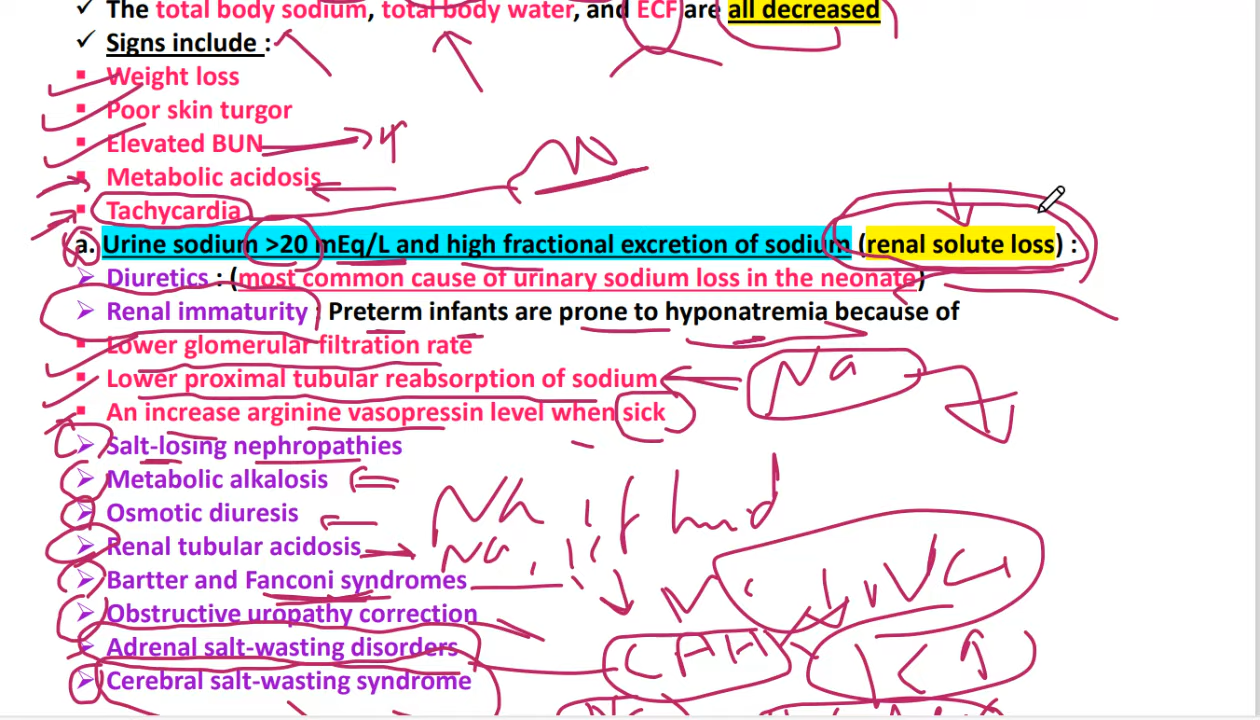 ✓ The total body sodium, total body water, and ECF are all decreased
✓ Signs include :
▪ Weight loss
▪ Poor skin turgor
▪ Elevated BUN
▪ Metabolic acidosis
▪ Tachycardia
a. Urine sodium >20 mEq/L and high fractional excretion of sodium (renal solute loss) :
➢ Diuretics : (most common cause of urinary sodium loss in the neonate)
➢ Renal immaturity : Preterm infants are prone to hyponatremia because of
▪ Lower glomerular filtration rate
▪ Lower proximal tubular reabsorption of sodium
Na
▪ An increase arginine vasopressin level when sick
➢ Salt-losing nephropathies
➢ Metabolic alkalosis
➢ Osmotic diuresis
➢ Renal tubular acidosis
➢ Bartter and Fanconi syndromes
➢ Obstructive uropathy correction
➢ Adrenal salt-wasting disorders
CAH
K
➢ Cerebral salt-wasting syndrome